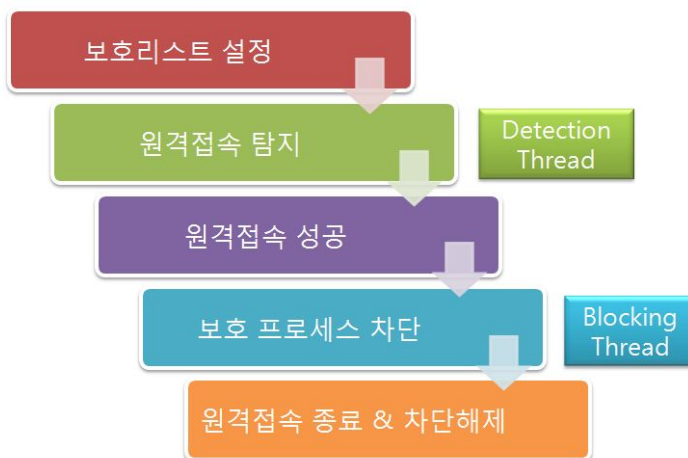 보호리스트 설정
원격접속 탐지
Detection
Thread
원격접속 성공
보호 프로세스 차단
Blocking
Thread
원격접속 종료 & 차단해제